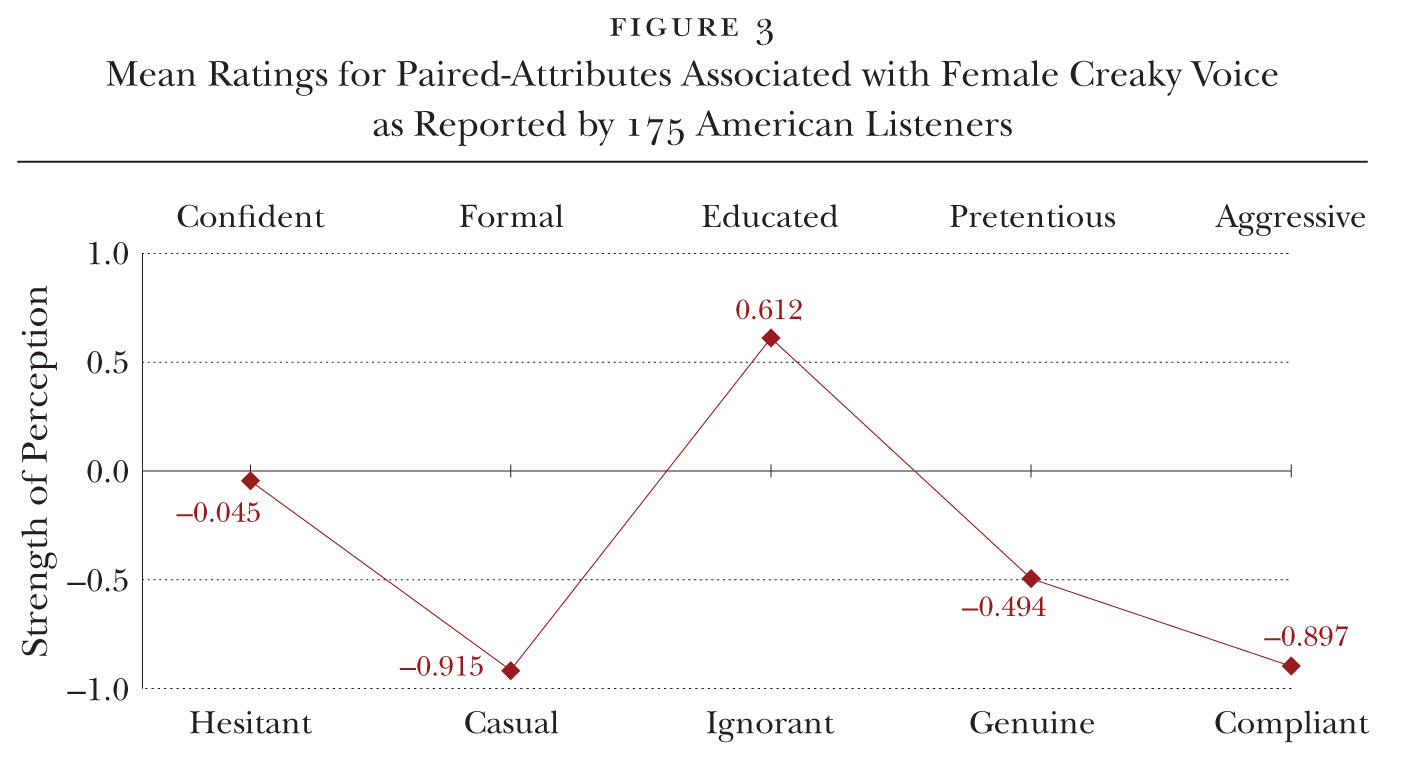 FIGURE 3
Mean Ratings for Paired-Attributes Associated with Female Creaky Voice
as Reported by 175 American Listeners
Confident Formal Educated Pretentious Aggressive
1.0
0.612
0.5
0.0
–0.045
–0.5
–0.494
–0.897
–0.915
–1.0
Strength of Perception
Hesitant Casual Ignorant Genuine Compliant